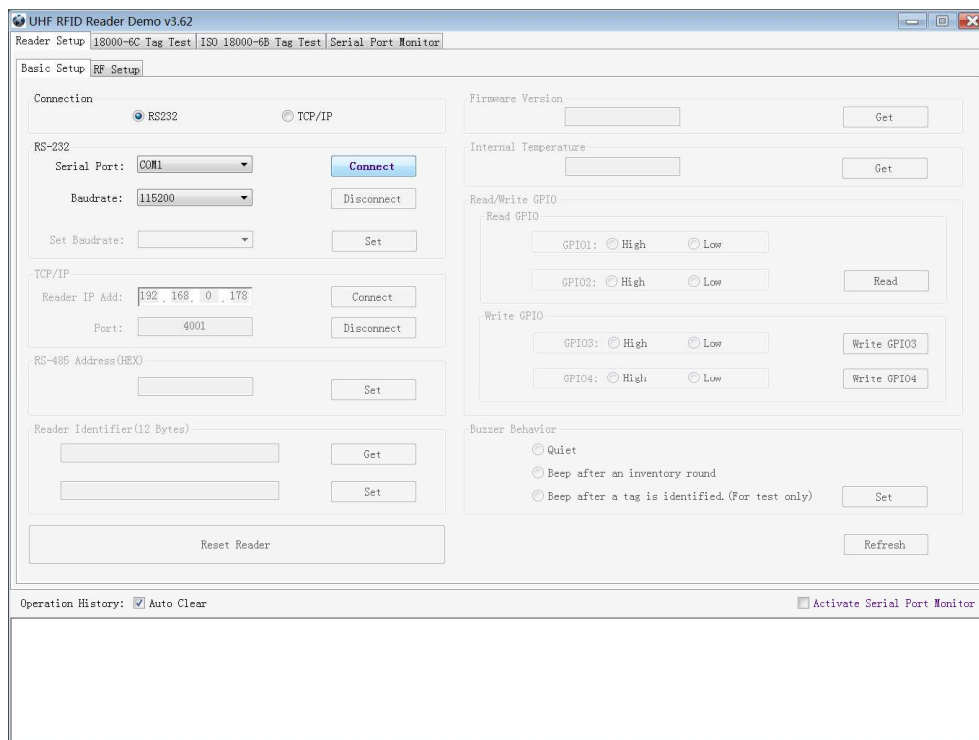 UHF RFID Reader Demo v3.62
Reader Setup 18000-6C Tag Test ISO 18000-6B Tag Test Serial Port Monitor
Basic Setup RF Setup
Connection
RS232 TCP/IP
RS-232
Serial Port: COM1 Connect
Baudrate: 115200 Disconnect
Set Baudrate: Set
TCP/IP
Reader IP Add: 192 . 168 . 0 . 178 Connect
Port: 4001 Disconnect
RS-485 Address(HEX)
Set
Reader Identifier(12 Bytes)
Get
Set
Reset Reader
Firmware Version
Get
Internal Temperature
Get
Read/Write GPIO
Read GPIO
GPIO1: High Low
GPIO2: High Low Read
Write GPIO
GPIO3: High Low Write GPIO3
GPIO4: High Low Write GPIO4
Buzzer Behavior
Quiet
Beep after an inventory round
Beep after a tag is identified.(For test only) Set
Refresh
Operation History: Auto Clear Activate Serial Port Monitor